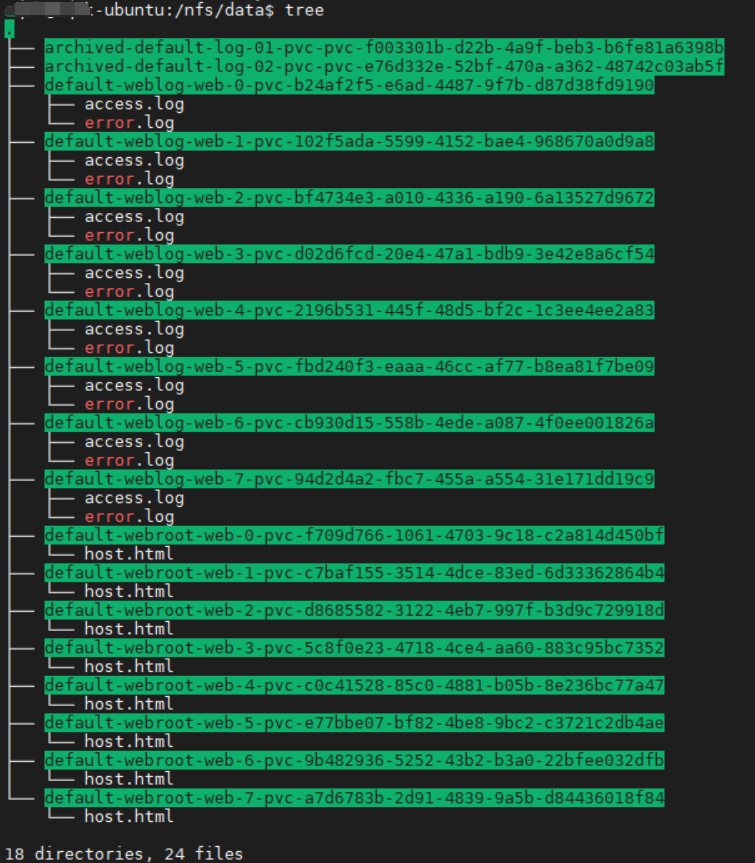 -ubuntu:/nfs/data$ tree
.
├── archived-default-log-01-pvc-pvc-f003301b-d22b-4a9f-beb3-b6fe81a6398b
├── archived-default-log-02-pvc-pvc-e76d332e-52bf-470a-a362-48742c03ab5f
├── default-weblog-web-0-pvc-b24af2f5-e6ad-4487-9f7b-d87d38fd9190
│   ├── access.log
│   └── error.log
├── default-weblog-web-1-pvc-102f5ada-5599-4152-bae4-968670a0d9a8
│   ├── access.log
│   └── error.log
├── default-weblog-web-2-pvc-bf4734e3-a010-4336-a190-6a13527d9672
│   ├── access.log
│   └── error.log
├── default-weblog-web-3-pvc-d02d6fcd-20e4-47a1-bdb9-3e42e8a6cf54
│   ├── access.log
│   └── error.log
├── default-weblog-web-4-pvc-2196b531-445f-48d5-bf2c-1c3ee4ee2a83
│   ├── access.log
│   └── error.log
├── default-weblog-web-5-pvc-fbd240f3-eaaa-46cc-af77-b8ea81f7be09
│   ├── access.log
│   └── error.log
├── default-weblog-web-6-pvc-cb930d15-558b-4ede-a087-4f0ee001826a
│   ├── access.log
│   └── error.log
├── default-weblog-web-7-pvc-94d2d4a2-fbc7-455a-a554-31e171dd19c9
│   ├── access.log
│   └── error.log
├── default-webroot-web-0-pvc-f709d766-1061-4703-9c18-c2a814d450bf
│   └── host.html
├── default-webroot-web-1-pvc-c7baf155-3514-4dce-83ed-6d33362864b4
│   └── host.html
├── default-webroot-web-2-pvc-d8685582-3122-4eb7-997f-b3d9c729918d
│   └── host.html
├── default-webroot-web-3-pvc-5c8f0e23-4718-4ce4-aa60-883c95bc7352
│   └── host.html
├── default-webroot-web-4-pvc-c0c41528-85c0-4881-b05b-8e236bc77a47
│   └── host.html
├── default-webroot-web-5-pvc-e77bbe07-bf82-4be8-9bc2-c3721c2db4ae
│   └── host.html
├── default-webroot-web-6-pvc-9b482936-5252-43b2-b3a0-22bfee032dfb
│   └── host.html
└── default-webroot-web-7-pvc-a7d6783b-2d91-4839-9a5b-d84436018f84
    └── host.html
18 directories, 24 files